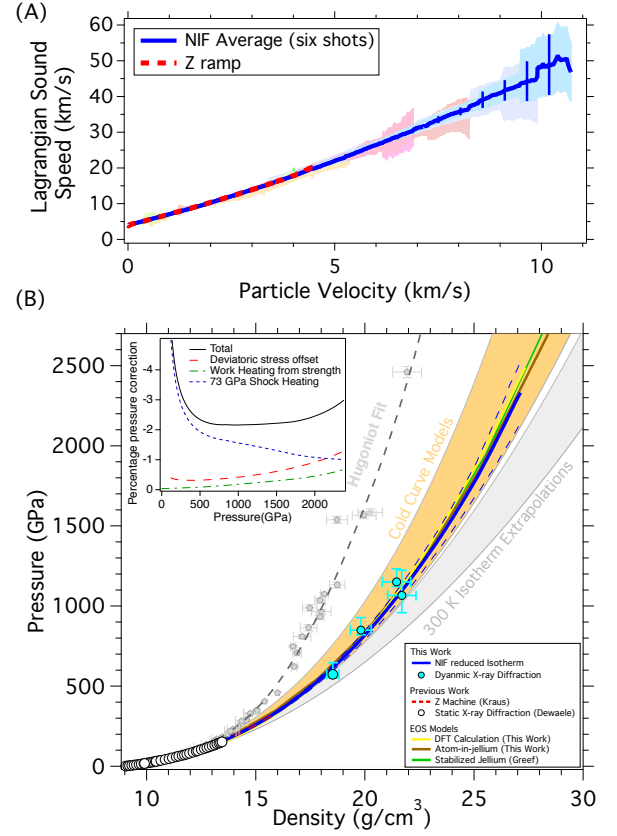 (A)
60
50
40
30
20
10
0
Lagrangian Sound
Speed (km/s)
NIF Average (six shots)
Z ramp
0
5
10
Particle Velocity (km/s)
(B)
2500
2000
1500
1000
500
0
Pressure (GPa)
Percentage pressure correction
-4
-3
-2
-1
0
Total
Deviatoric stress offset
Work Heating from strength
73 GPa Shock Heating
0
500
1000
1500
2000
Pressure(GPa)
Hugoniot Fit
Cold Curve Models
300 K Isotherm Extrapolations
This Work
NIF reduced Isotherm
Dyanmic X-ray Diffraction
Previous Work
Z Machine (Kraus)
Static X-ray Diffraction (Dewaele)
EOS Models
DFT Calculation (This Work)
Atom-in-jellium (This Work)
Stabilized Jellium (Greef)
10
15
20
25
30
Density (g/cm³)